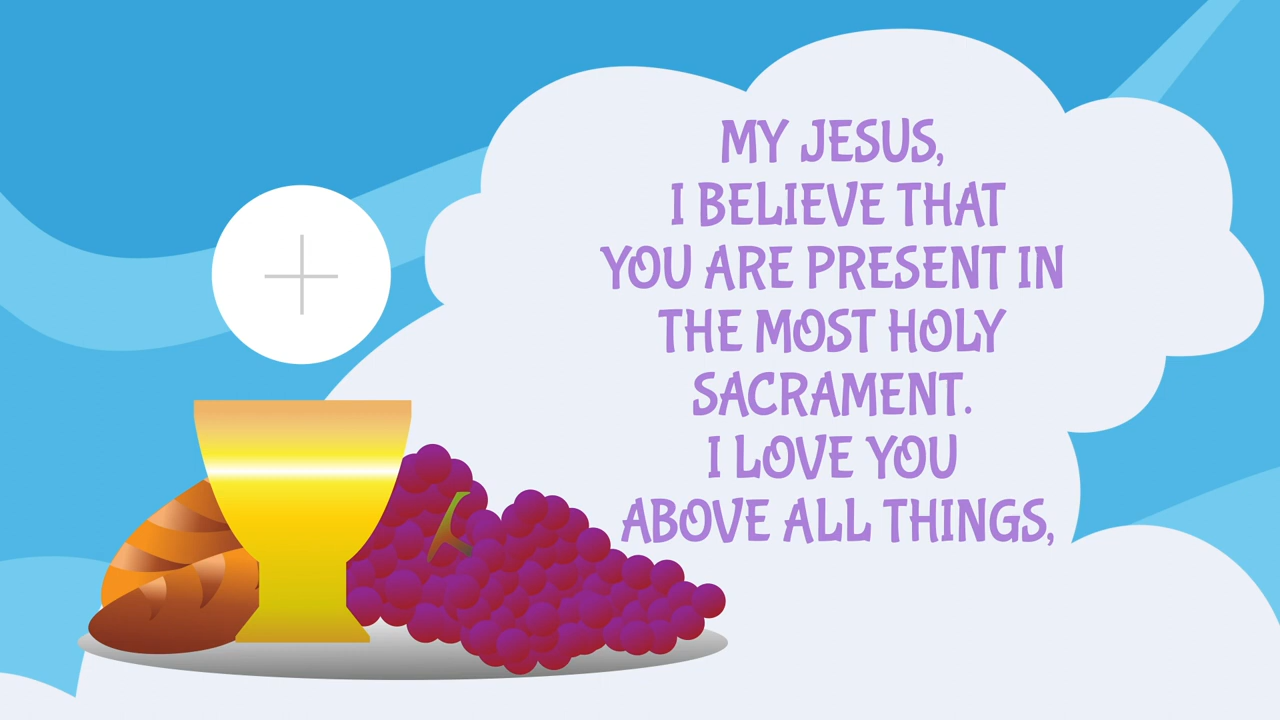 MY JESUS,
I BELIEVE THAT
YOU ARE PRESENT IN
THE MOST HOLY
SACRAMENT.
I LOVE YOU
ABOVE ALL THINGS,